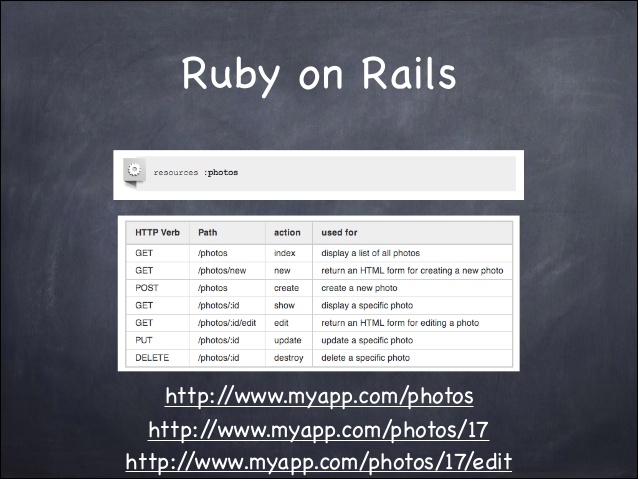 Ruby on Rails
resources :photos
HTTP Verb Path action used for
GET /photos index display a list of all photos
GET /photos/new new return an HTML form for creating a new photo
POST /photos create create a new photo
GET /photos/:id show display a specific photo
GET /photos/:id/edit edit return an HTML form for editing a photo
PUT /photos/:id update update a specific photo
DELETE /photos/:id destroy delete a specific photo
http://www.myapp.com/photos
http://www.myapp.com/photos/17
http://www.myapp.com/photos/17/edit